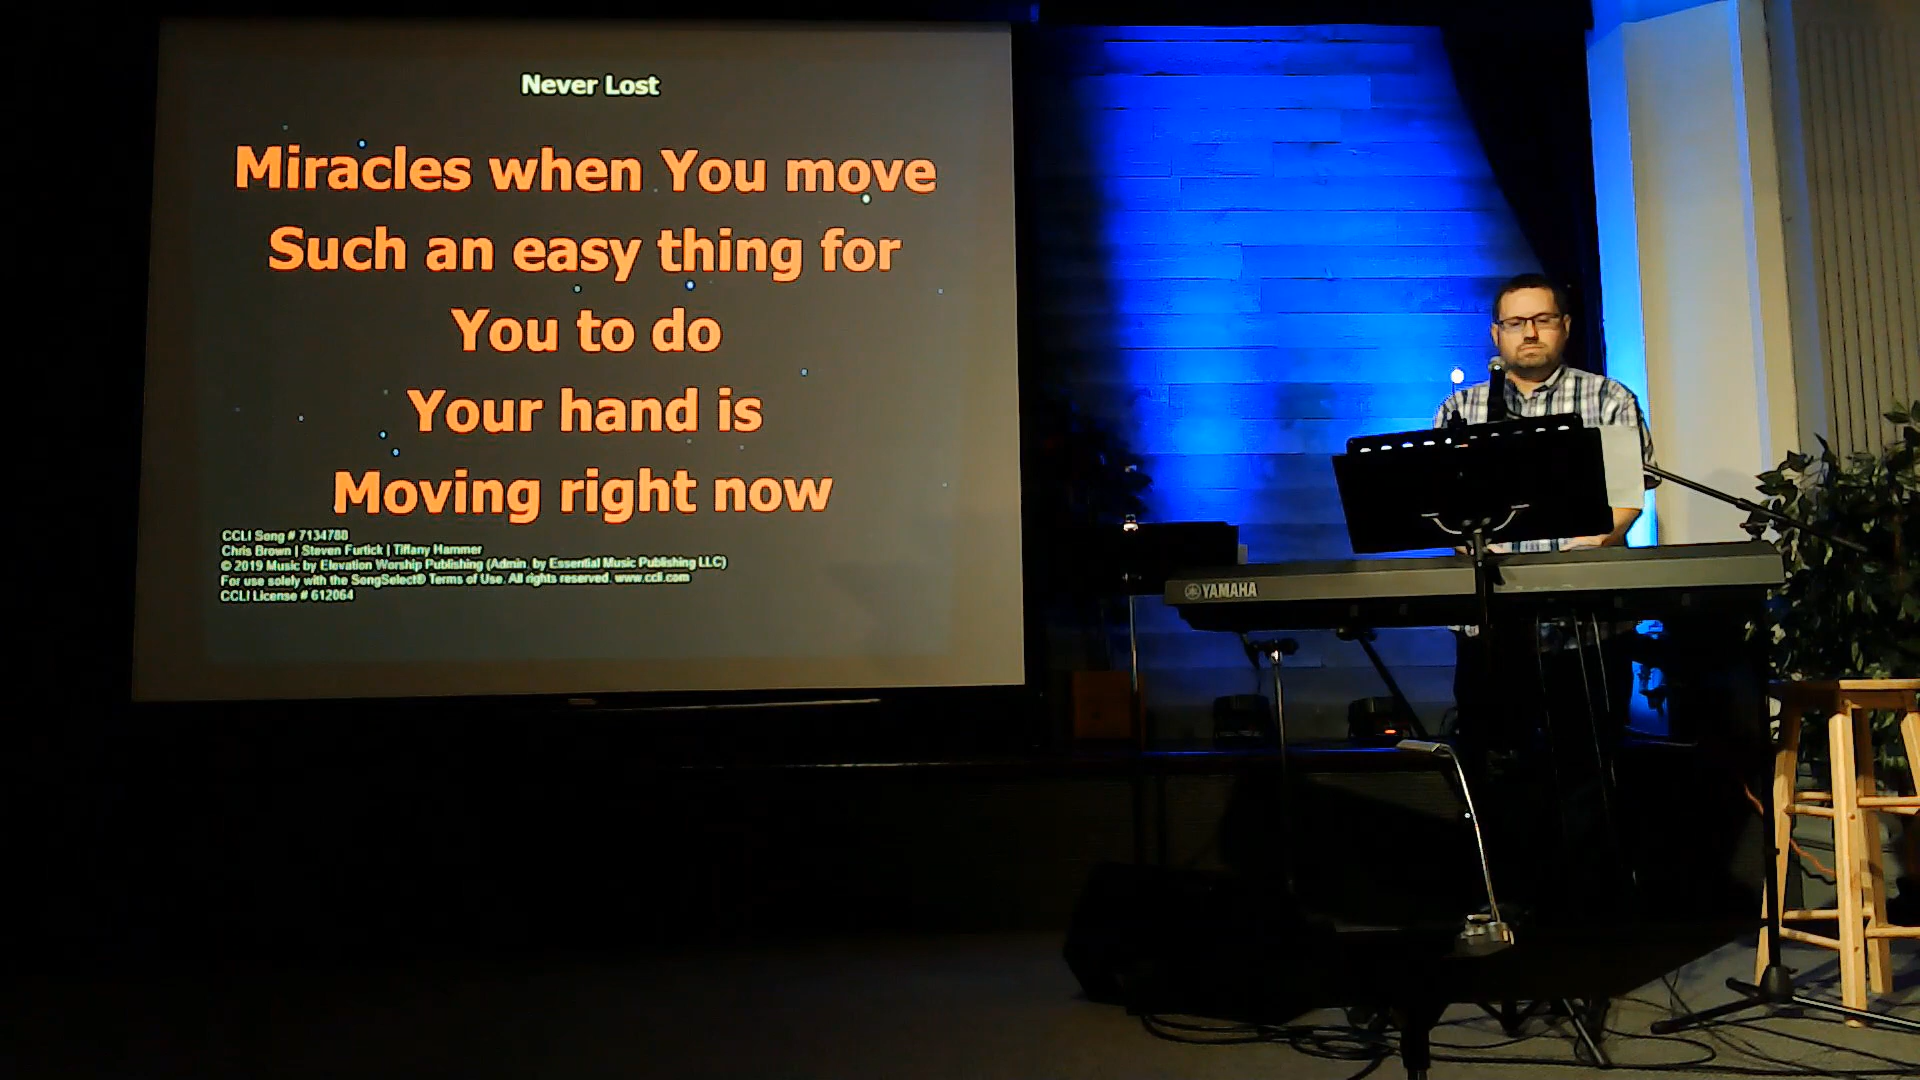 Never Lost
Miracles when You move
Such an easy thing for
You to do
Your hand is
Moving right now
CCLI Song # 7134788
Chris Brown | Steven Furtick | Tiffany Hammer
© 2019 Music by Elevation Worship Publishing (Admin. by Essential Music Publishing LLC)
For use solely with the SongSelect® Terms of Use. All rights reserved. www.ccli.com
CCLI License # 612064
YAMAHA